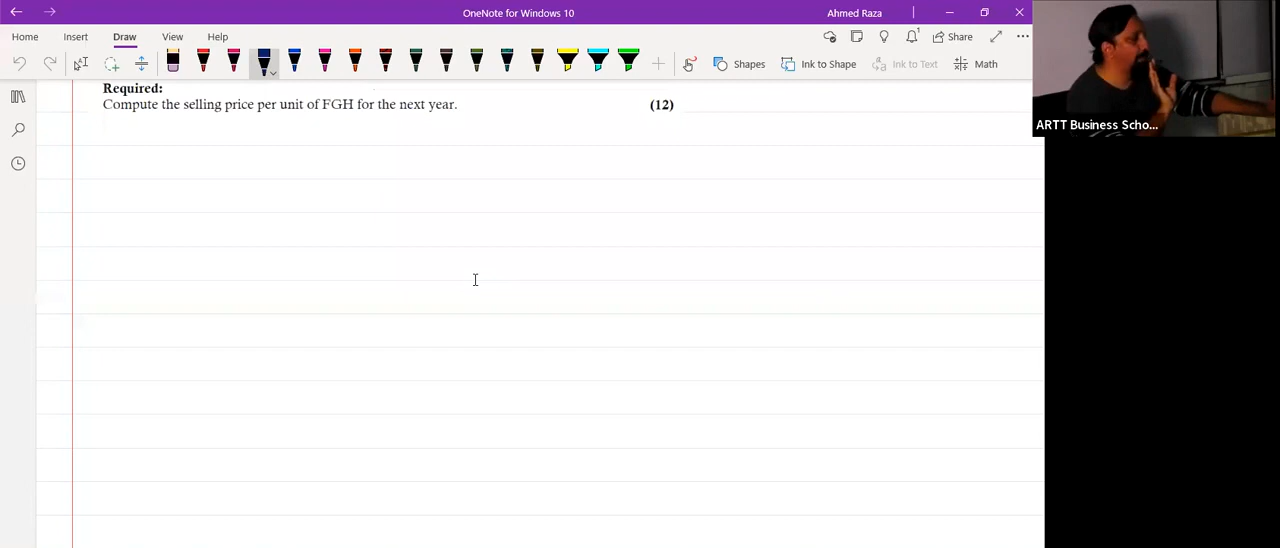 OneNote for Windows 10
Ahmed Raza
Home Insert Draw View Help
Share
Shapes Ink to Shape Ink to Text Math
ARTT Business Scho...
Required:
Compute the selling price per unit of FGH for the next year. (12)